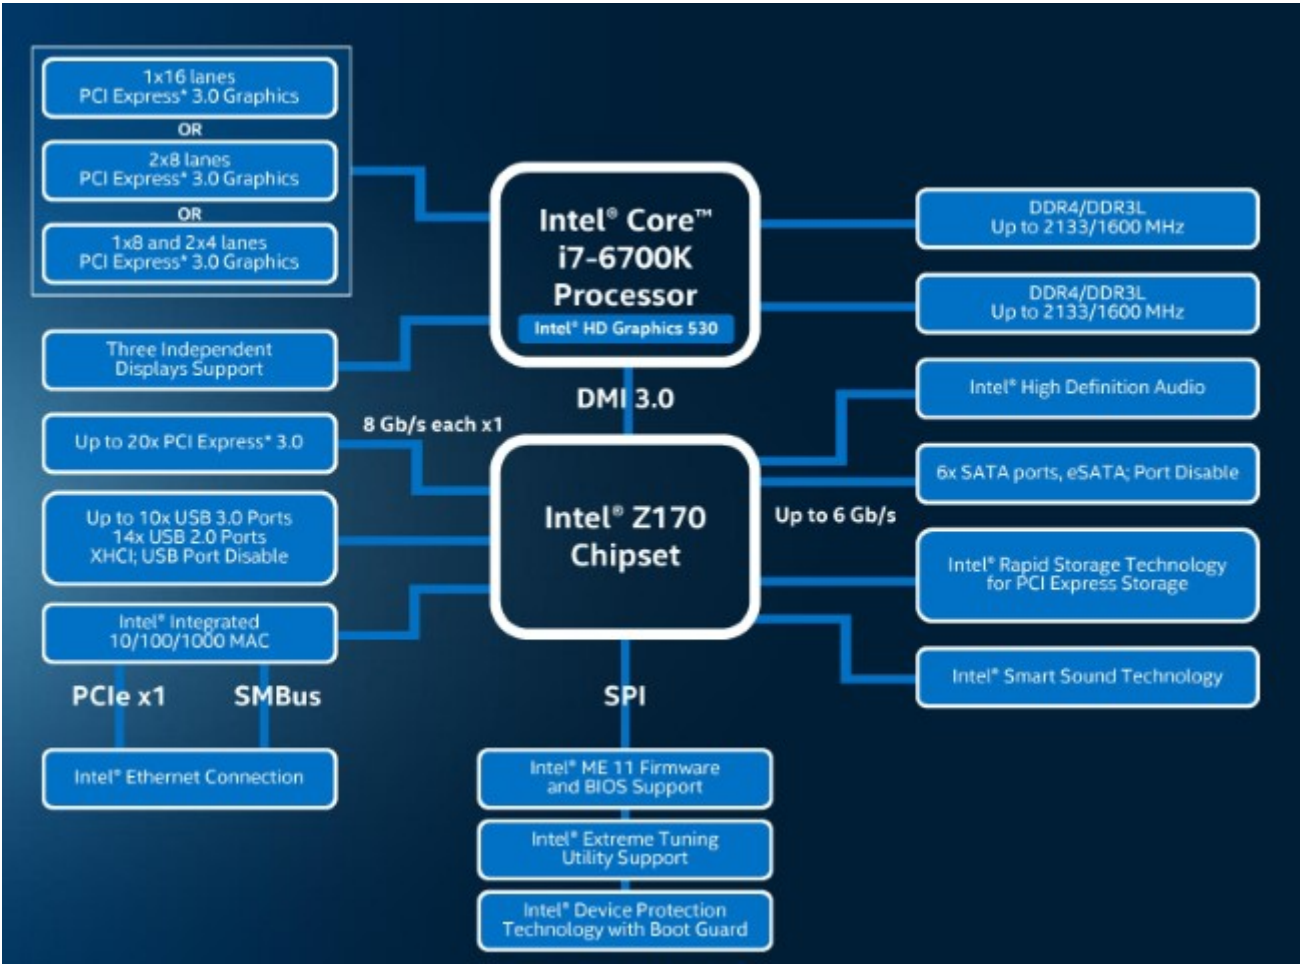 1x16 lanes
PCI Express* 3.0 Graphics
OR
2x8 lanes
PCI Express* 3.0 Graphics
OR
1x8 and 2x4 lanes
PCI Express* 3.0 Graphics
Intel® Core™
i7-6700K
Processor
Intel® HD Graphics 530
DDR4/DDR3L
Up to 2133/1600 MHz
DDR4/DDR3L
Up to 2133/1600 MHz
Three Independent
Displays Support
DMI 3.0
Intel® High Definition Audio
Up to 20x PCI Express* 3.0
8 Gb/s each x1
6x SATA ports, eSATA; Port Disable
Up to 10x USB 3.0 Ports
14x USB 2.0 Ports
XHCI; USB Port Disable
Intel® Z170
Chipset
Up to 6 Gb/s
Intel® Rapid Storage Technology
for PCI Express Storage
Intel® Integrated
10/100/1000 MAC
Intel® Smart Sound Technology
PCIe x1
SMBus
SPI
Intel® Ethernet Connection
Intel® ME 11 Firmware
and BIOS Support
Intel® Extreme Tuning
Utility Support
Intel® Device Protection
Technology with Boot Guard